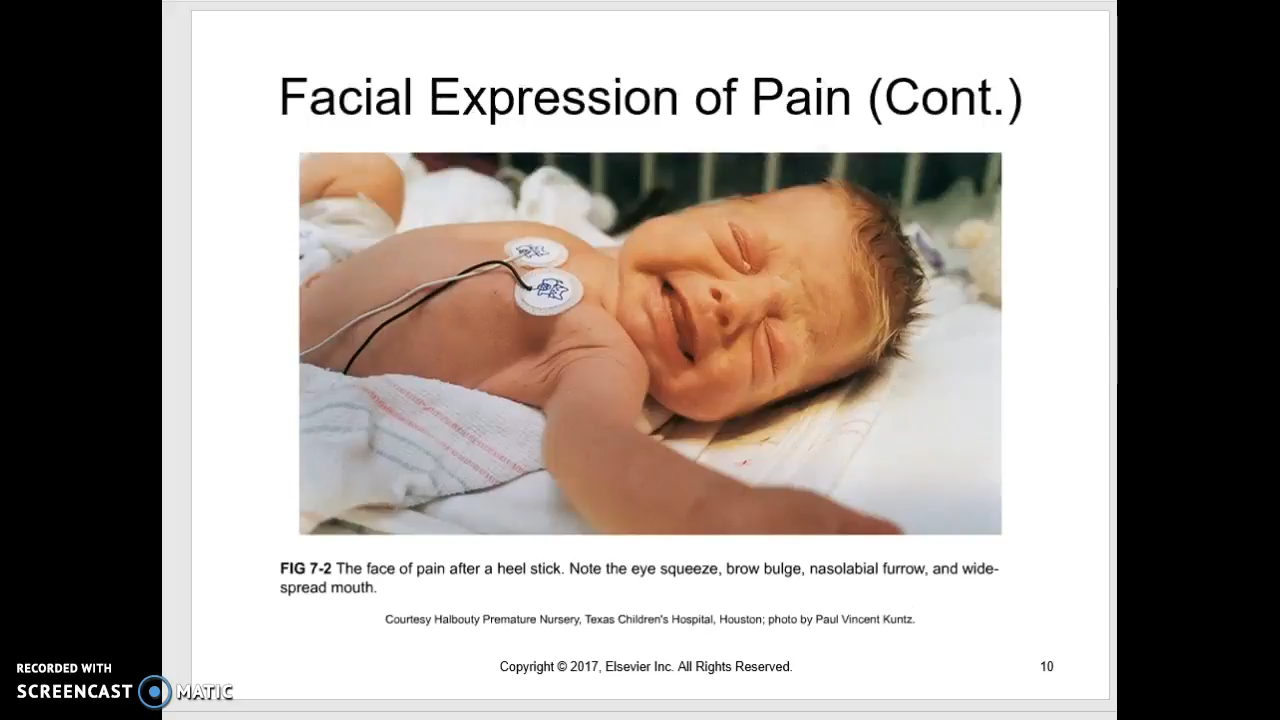 Facial Expression of Pain (Cont.)
FIG 7-2 The face of pain after a heel stick. Note the eye squeeze, brow bulge, nasolabial furrow, and wide-
spread mouth.
Courtesy Halbouty Premature Nursery, Texas Children's Hospital, Houston; photo by Paul Vincent Kuntz.
Copyright © 2017, Elsevier Inc. All Rights Reserved.
10
RECORDED WITH
SCREENCAST MATIC